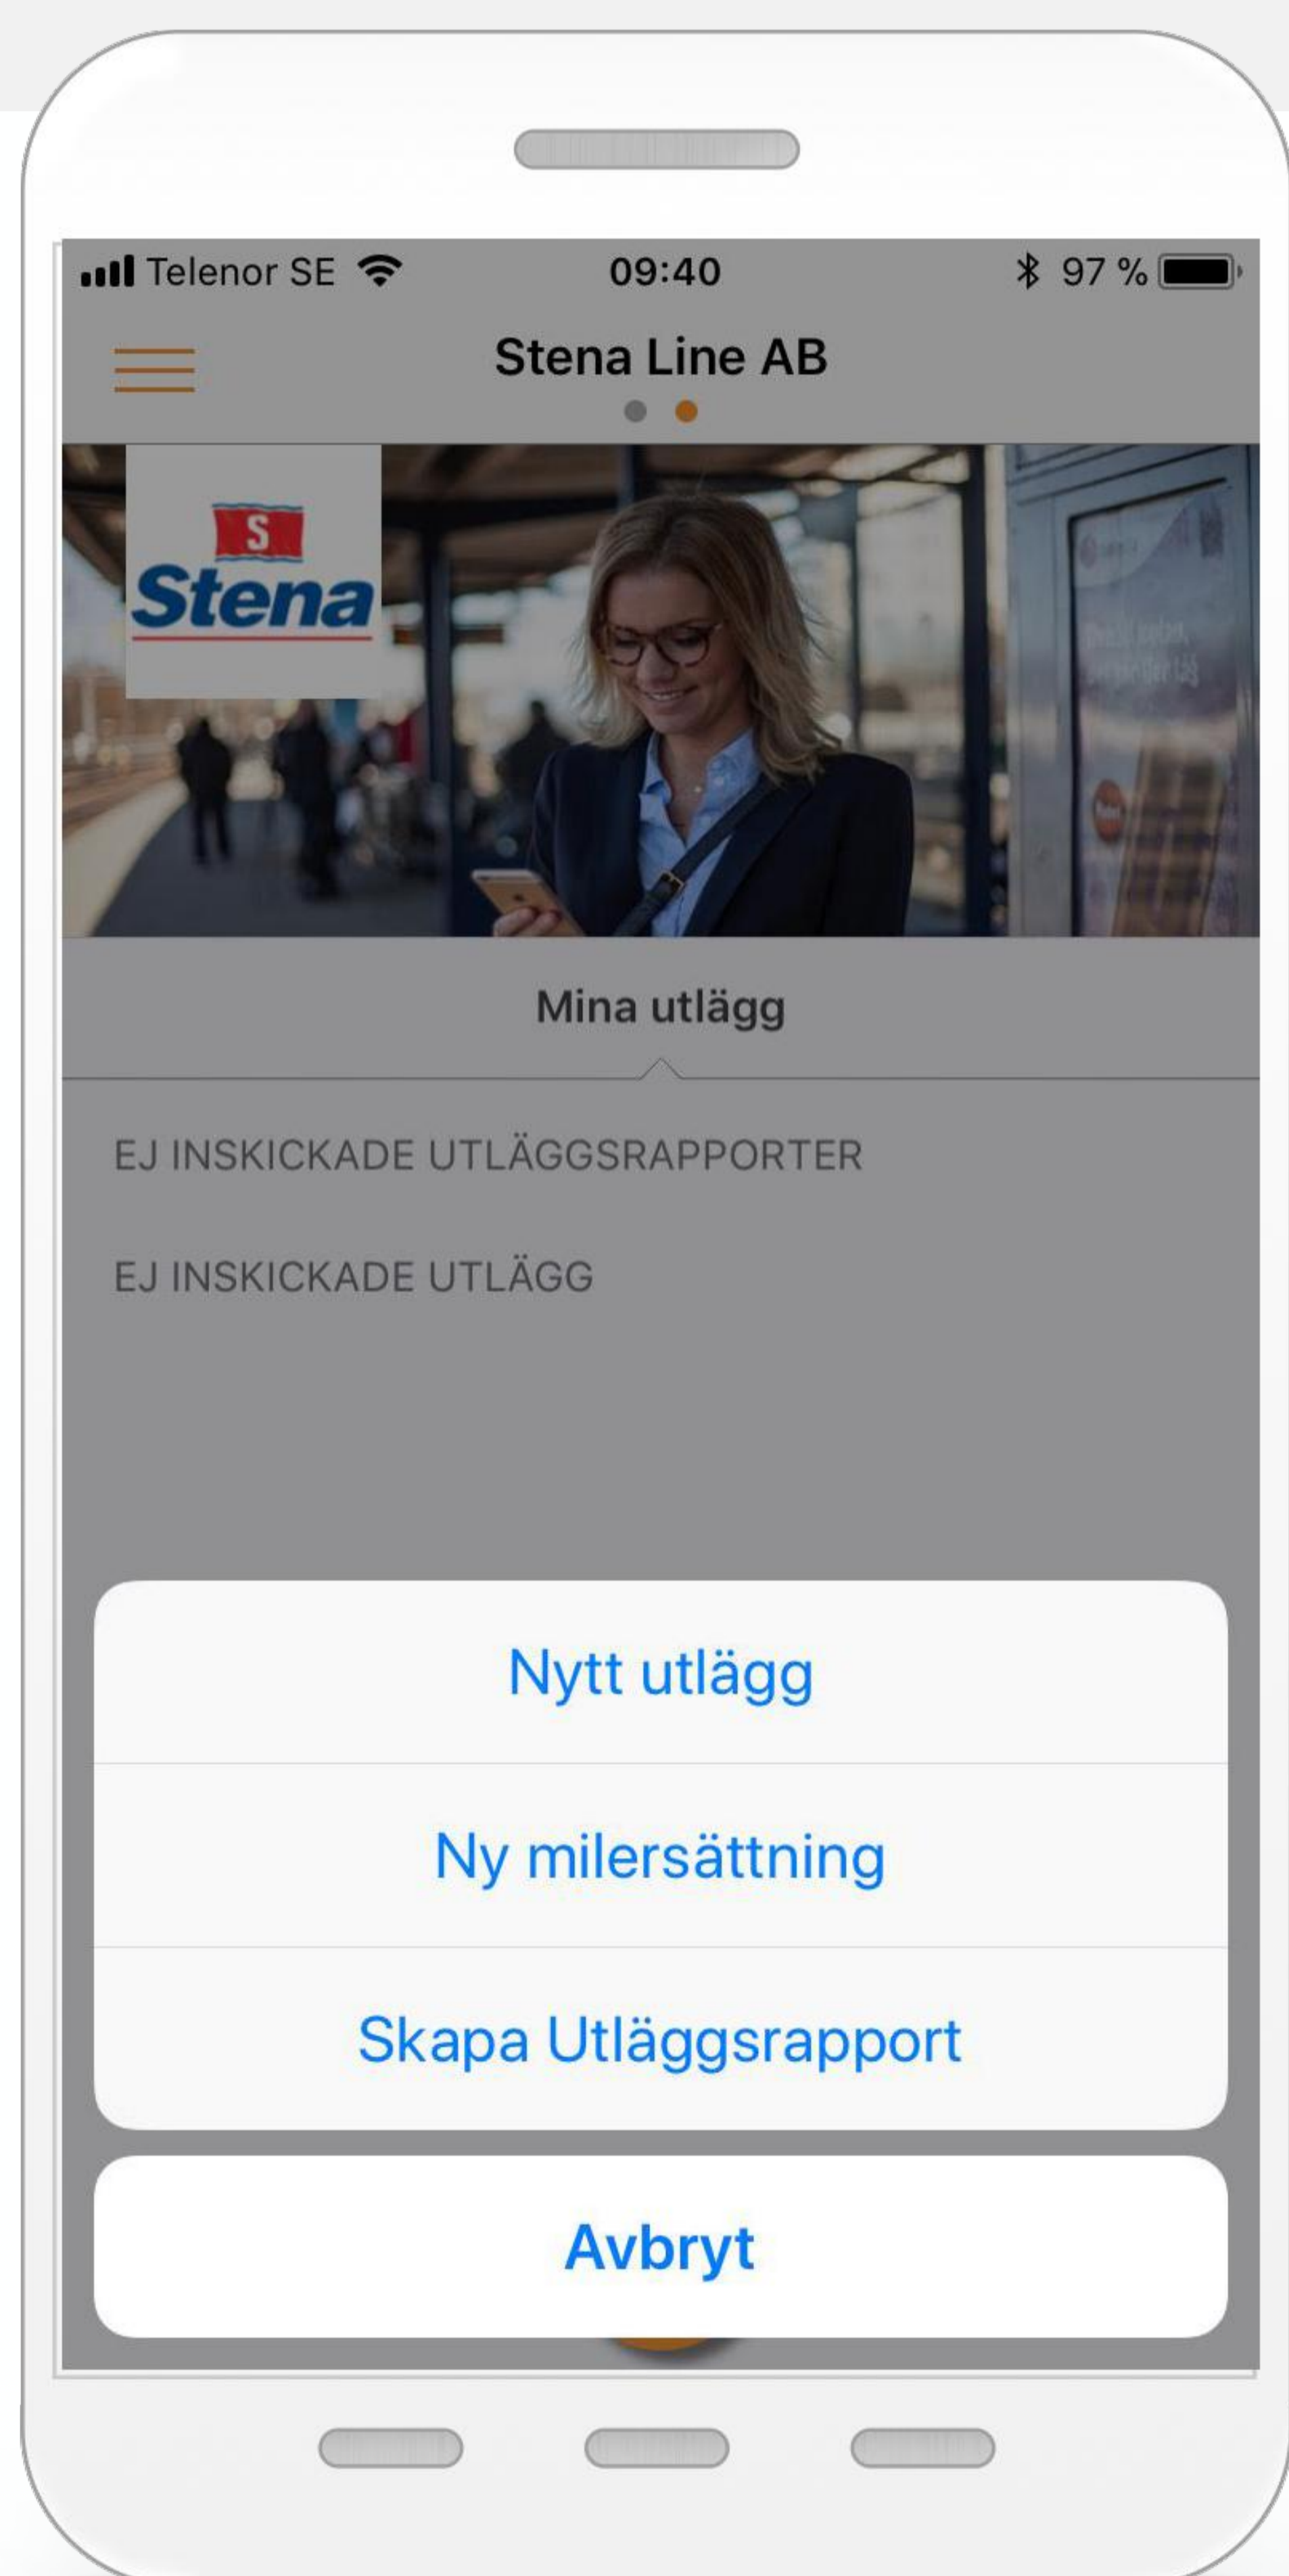 Telenor SE 09:40 97 %
Stena Line AB
S
Stena
Mina utlägg
EJ INSKICKADE UTLÄGGSRAPPORTER
EJ INSKICKADE UTLÄGG
Nytt utlägg
Ny milersättning
Skapa Utläggsrapport
Avbryt